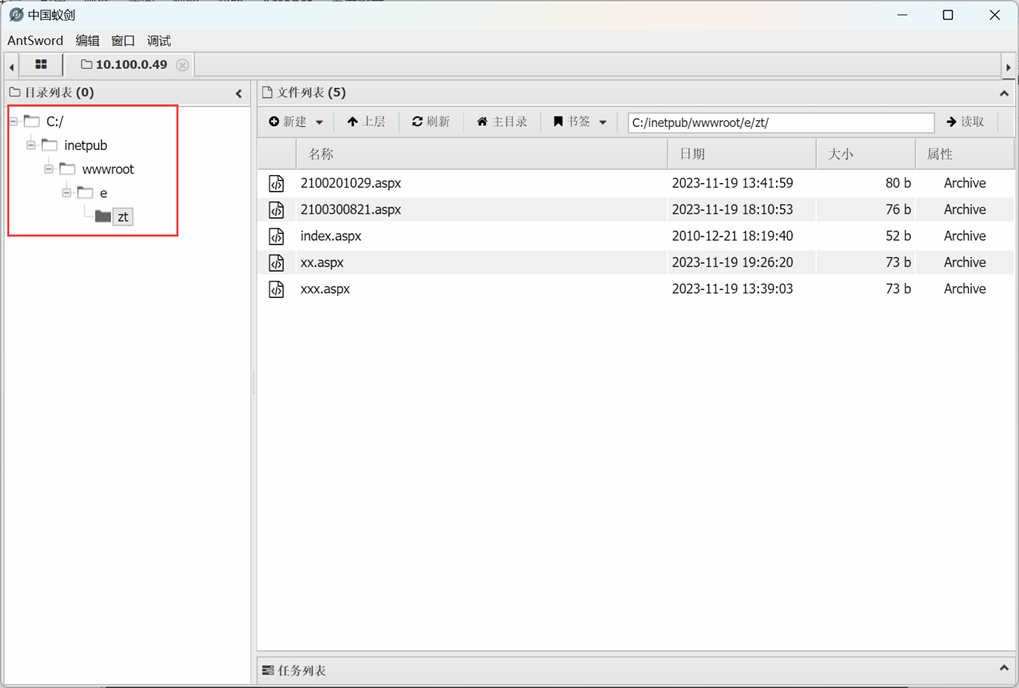 中国蚁剑
AntSword 编辑 窗口 调试
10.100.0.49
目录列表 (0)
C:/
inetpub
wwwroot
e
zt
文件列表 (5)
新建 上层 刷新 主目录 书签 C:/inetpub/wwwroot/e/zt/ 读取
名称 日期 大小 属性
2100201029.aspx 2023-11-19 13:41:59 80 b Archive
2100300821.aspx 2023-11-19 18:10:53 76 b Archive
index.aspx 2010-12-21 18:19:40 52 b Archive
xx.aspx 2023-11-19 19:26:20 73 b Archive
xxx.aspx 2023-11-19 13:39:03 73 b Archive
任务列表